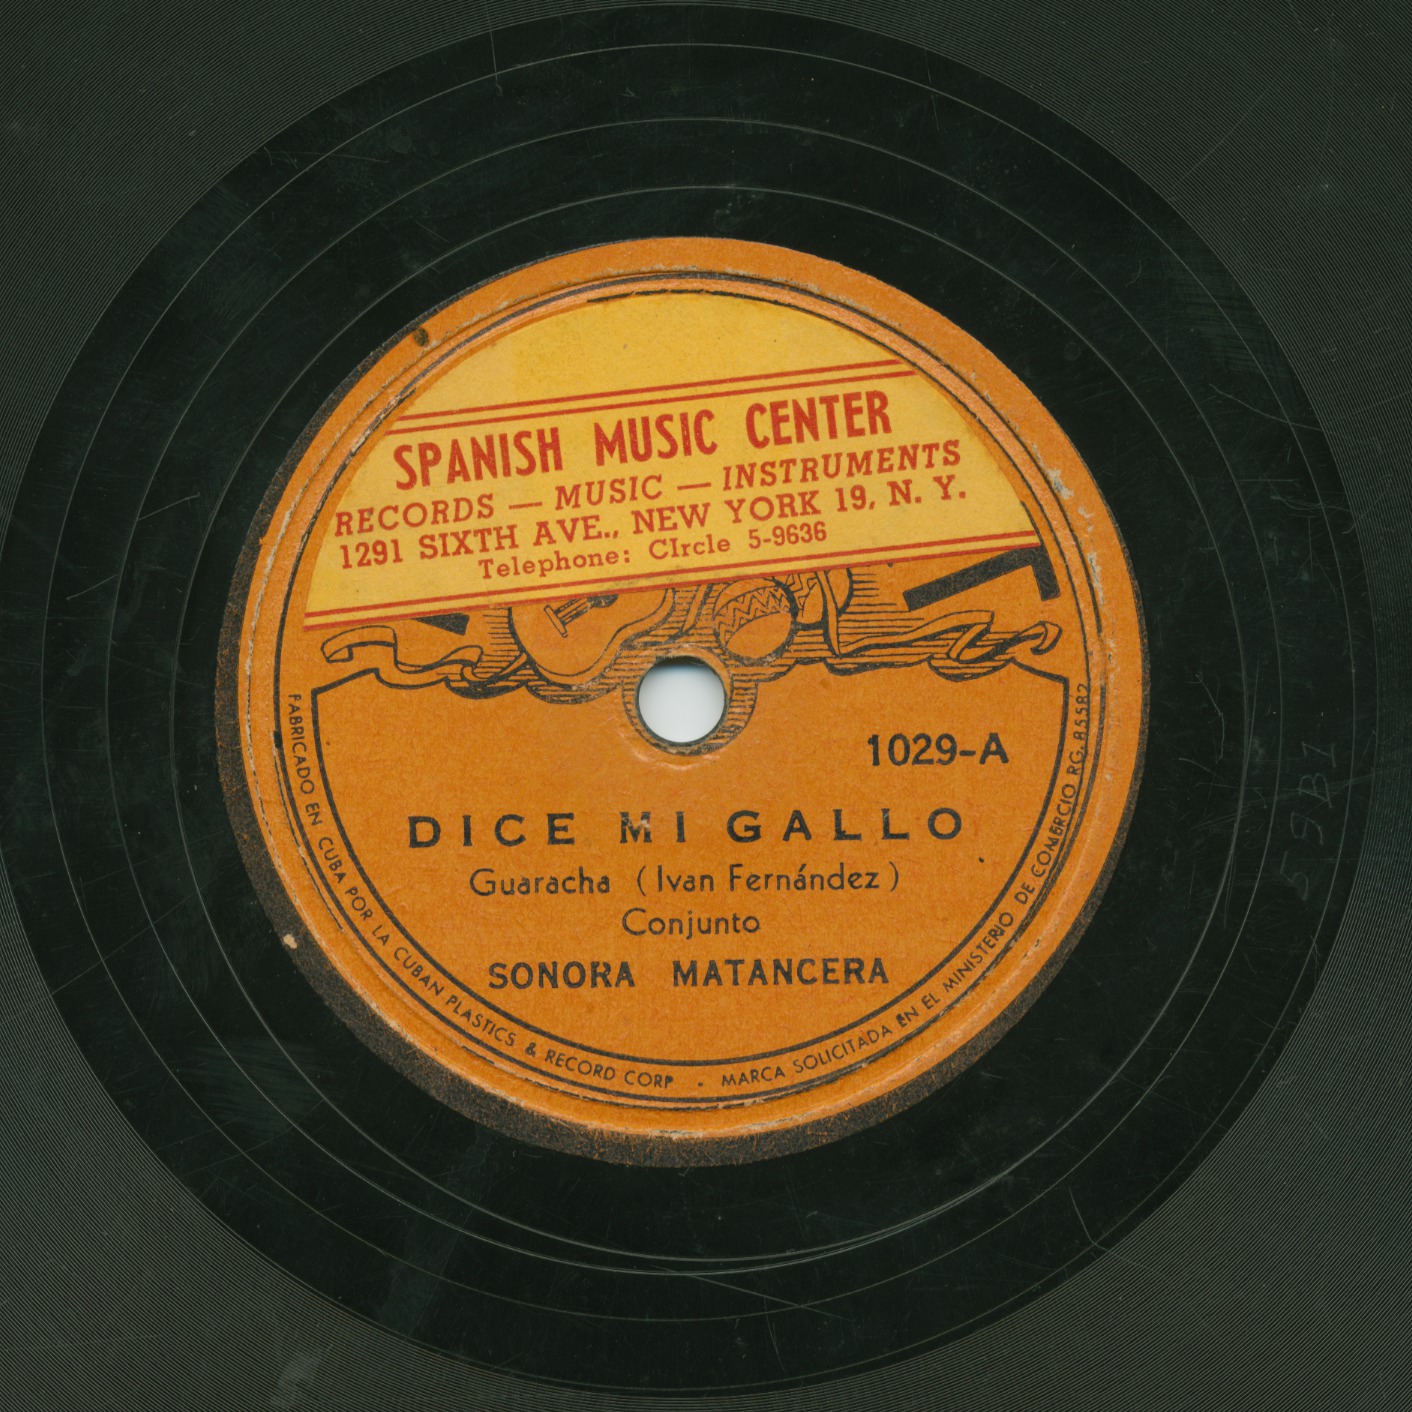 SPANISH MUSIC CENTER
RECORDS — MUSIC — INSTRUMENTS
1291 SIXTH AVE., NEW YORK 19, N. Y.
Telephone: CIrcle 5-9636
1029-A
DICE MI GALLO
Guaracha (Ivan Fernández)
Conjunto
SONORA MATANCERA
FABRICADO EN CUBA POR LA CUBAN PLASTICS & RECORD CORP - MARCA SOLICITADA EN EL MINISTERIO DE COMERCIO RG. 85582